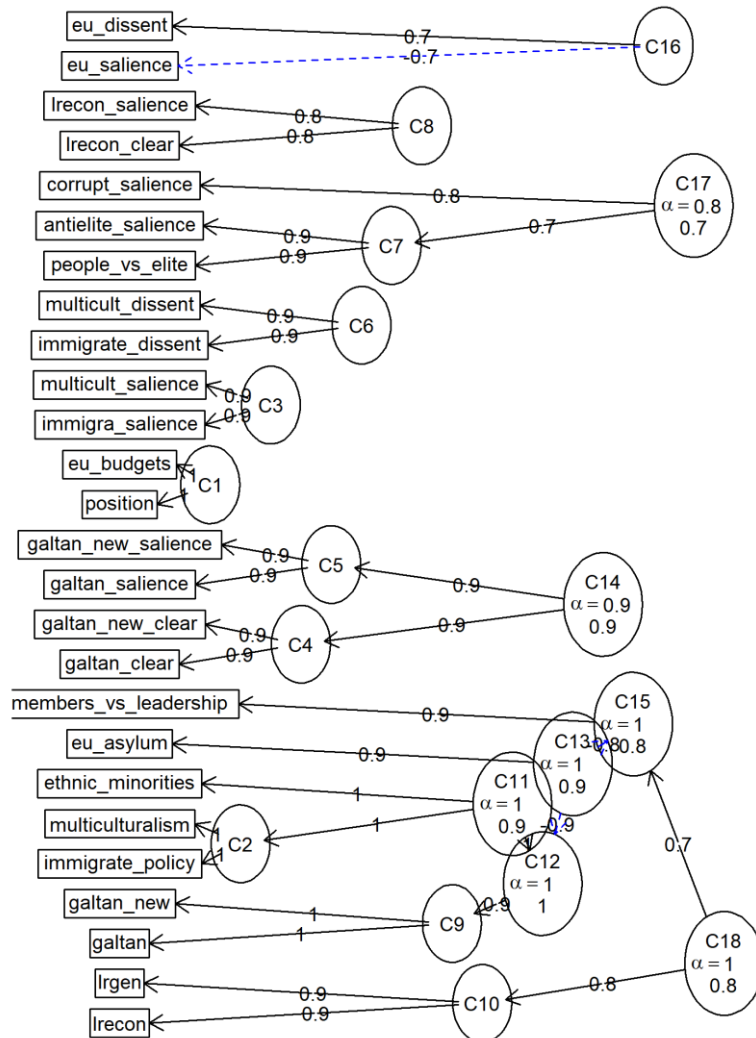 eu_dissent
0.7
C16
eu_salience
-0.7
lrecon_salience
0.8
C8
lrecon_clear
0.8
corrupt_salience
0.8
C17
α = 0.8
0.7
antielite_salience
0.9
C7
0.7
people_vs_elite
0.9
multicult_dissent
0.9
C6
immigrate_dissent
0.9
multicult_salience
0.9
C3
immigra_salience
0.9
eu_budgets
1
C1
position
1
galtan_new_salience
0.9
C5
galtan_salience
0.9
0.9
C14
α = 0.9
0.9
galtan_new_clear
0.9
C4
0.9
galtan_clear
0.9
members_vs_leadership
0.9
C15
α = 1
0.8
eu_asylum
0.9
C13
-0.8
α = 1
0.9
ethnic_minorities
1
C11
α = 1
0.9
-0.9
multiculturalism
1
C2
1
immigrate_policy
1
C12
α = 1
1
galtan_new
1
C9
0.9
galtan
1
0.7
C18
α = 1
0.8
lrgen
0.9
C10
0.8
lrecon
0.9